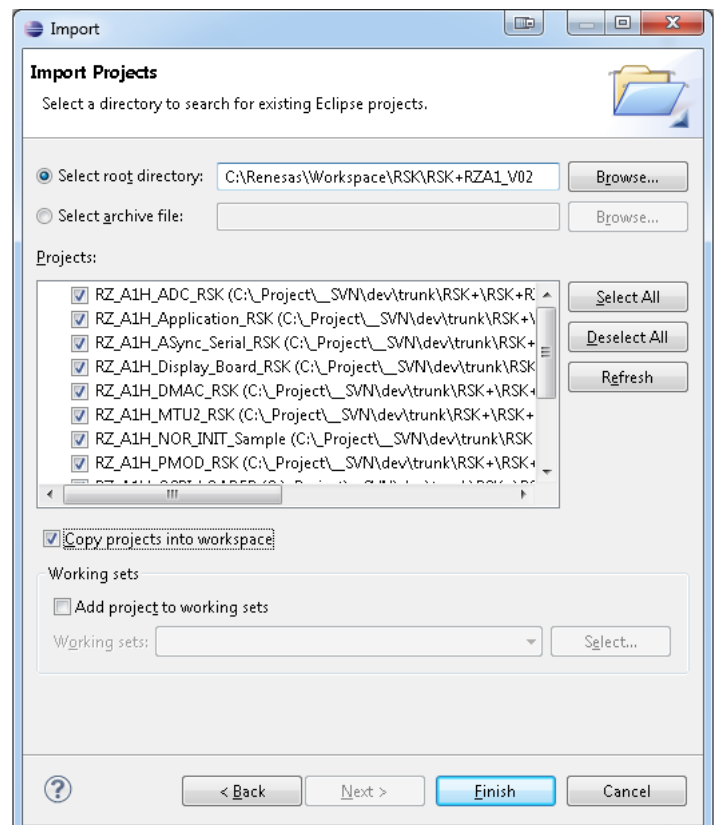 Import
Import Projects
Select a directory to search for existing Eclipse projects.
Select root directory: C:\Renesas\Workspace\RSK\RSK+RZA1_V02 Browse...
Select archive file: Browse...
Projects:
RZ_A1H_ADC_RSK (C:\_Project\__SVN\dev\trunk\RSK+\RSK+R
RZ_A1H_Application_RSK (C:\_Project\__SVN\dev\trunk\RSK+\
RZ_A1H_ASync_Serial_RSK (C:\_Project\__SVN\dev\trunk\RSK+
RZ_A1H_Display_Board_RSK (C:\_Project\__SVN\dev\trunk\RSK
RZ_A1H_DMAC_RSK (C:\_Project\__SVN\dev\trunk\RSK+\RSK+
RZ_A1H_MTU2_RSK (C:\_Project\__SVN\dev\trunk\RSK+\RSK+
RZ_A1H_NOR_INIT_Sample (C:\_Project\__SVN\dev\trunk\RSK
RZ_A1H_PMOD_RSK (C:\_Project\__SVN\dev\trunk\RSK+\RSK+
Select All
Deselect All
Refresh
Copy projects into workspace
Working sets
Add project to working sets
Working sets: Select...
? < Back Next > Finish Cancel